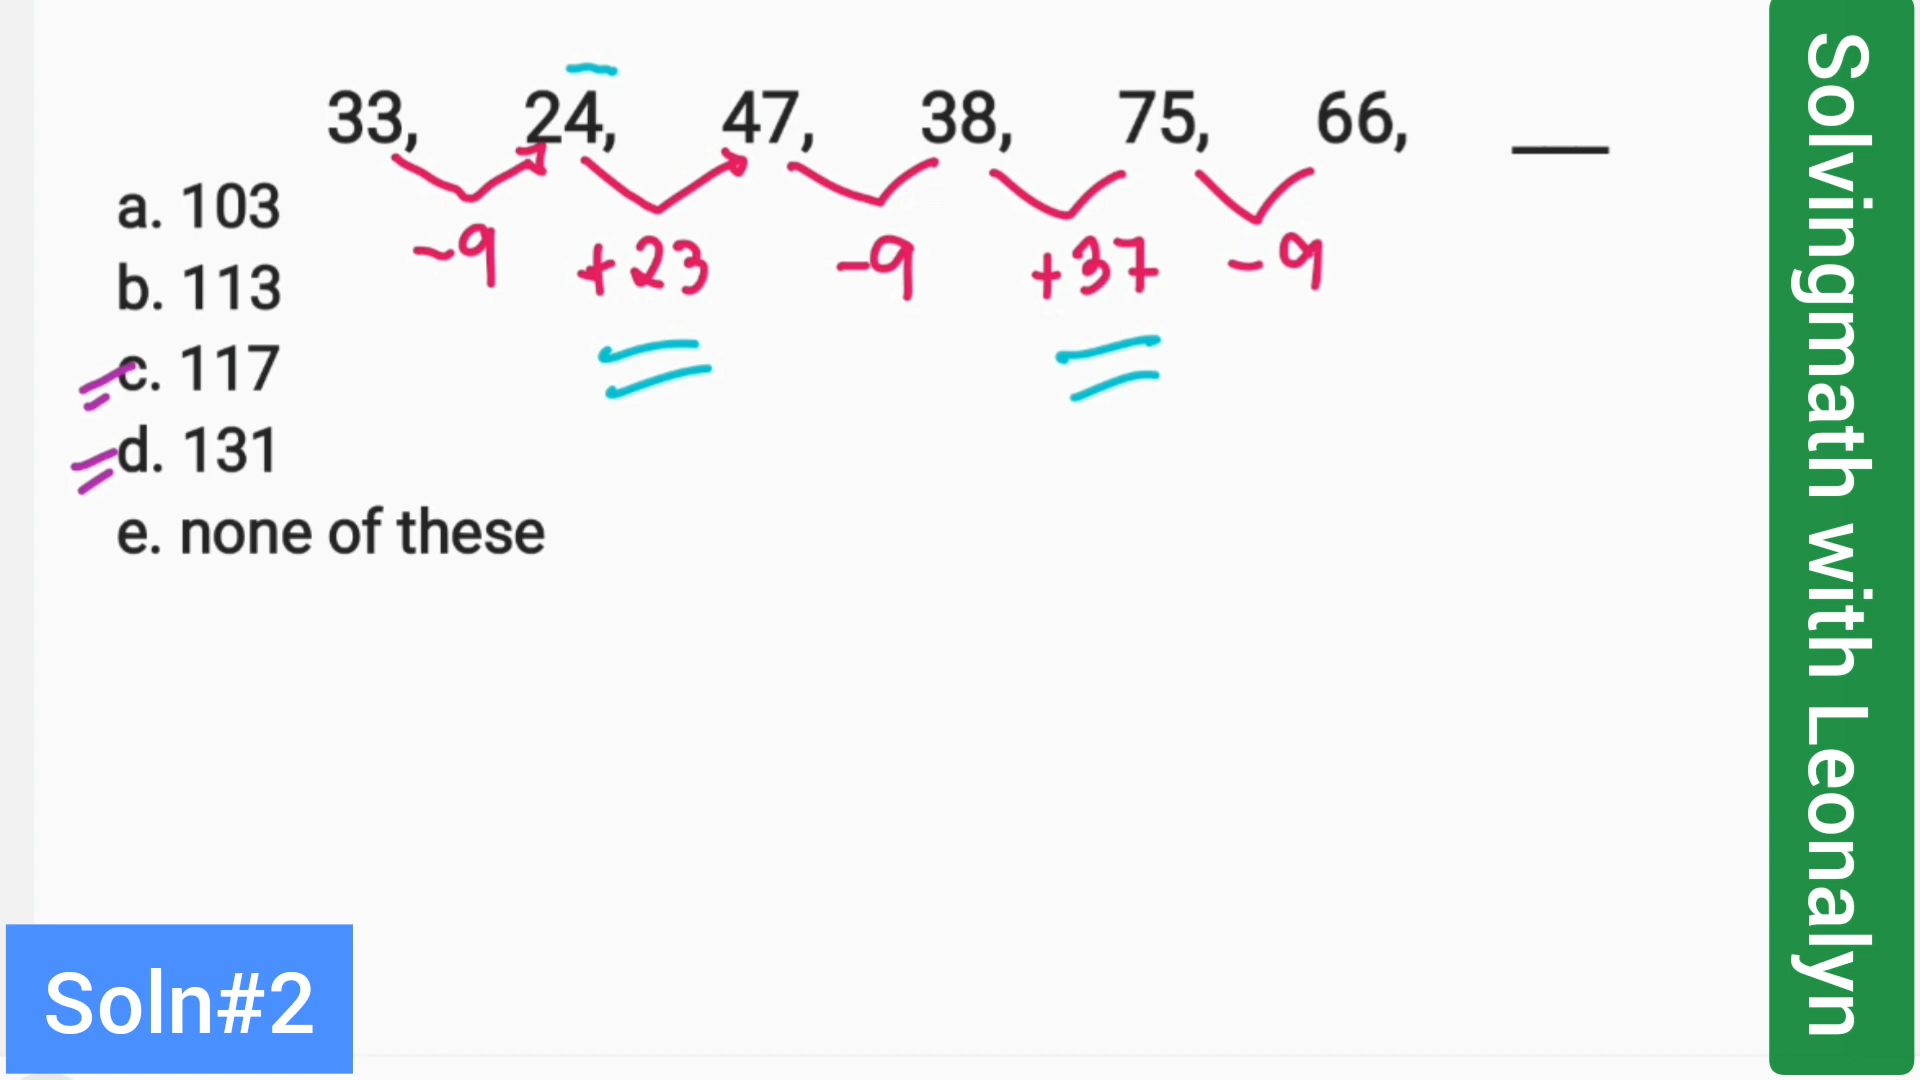 33, 24, 47, 38, 75, 66, ___
-9 +23 -9 +37 -9
a. 103
b. 113
c. 117
d. 131
e. none of these
Soln#2
Solvingmath with Leonalyn